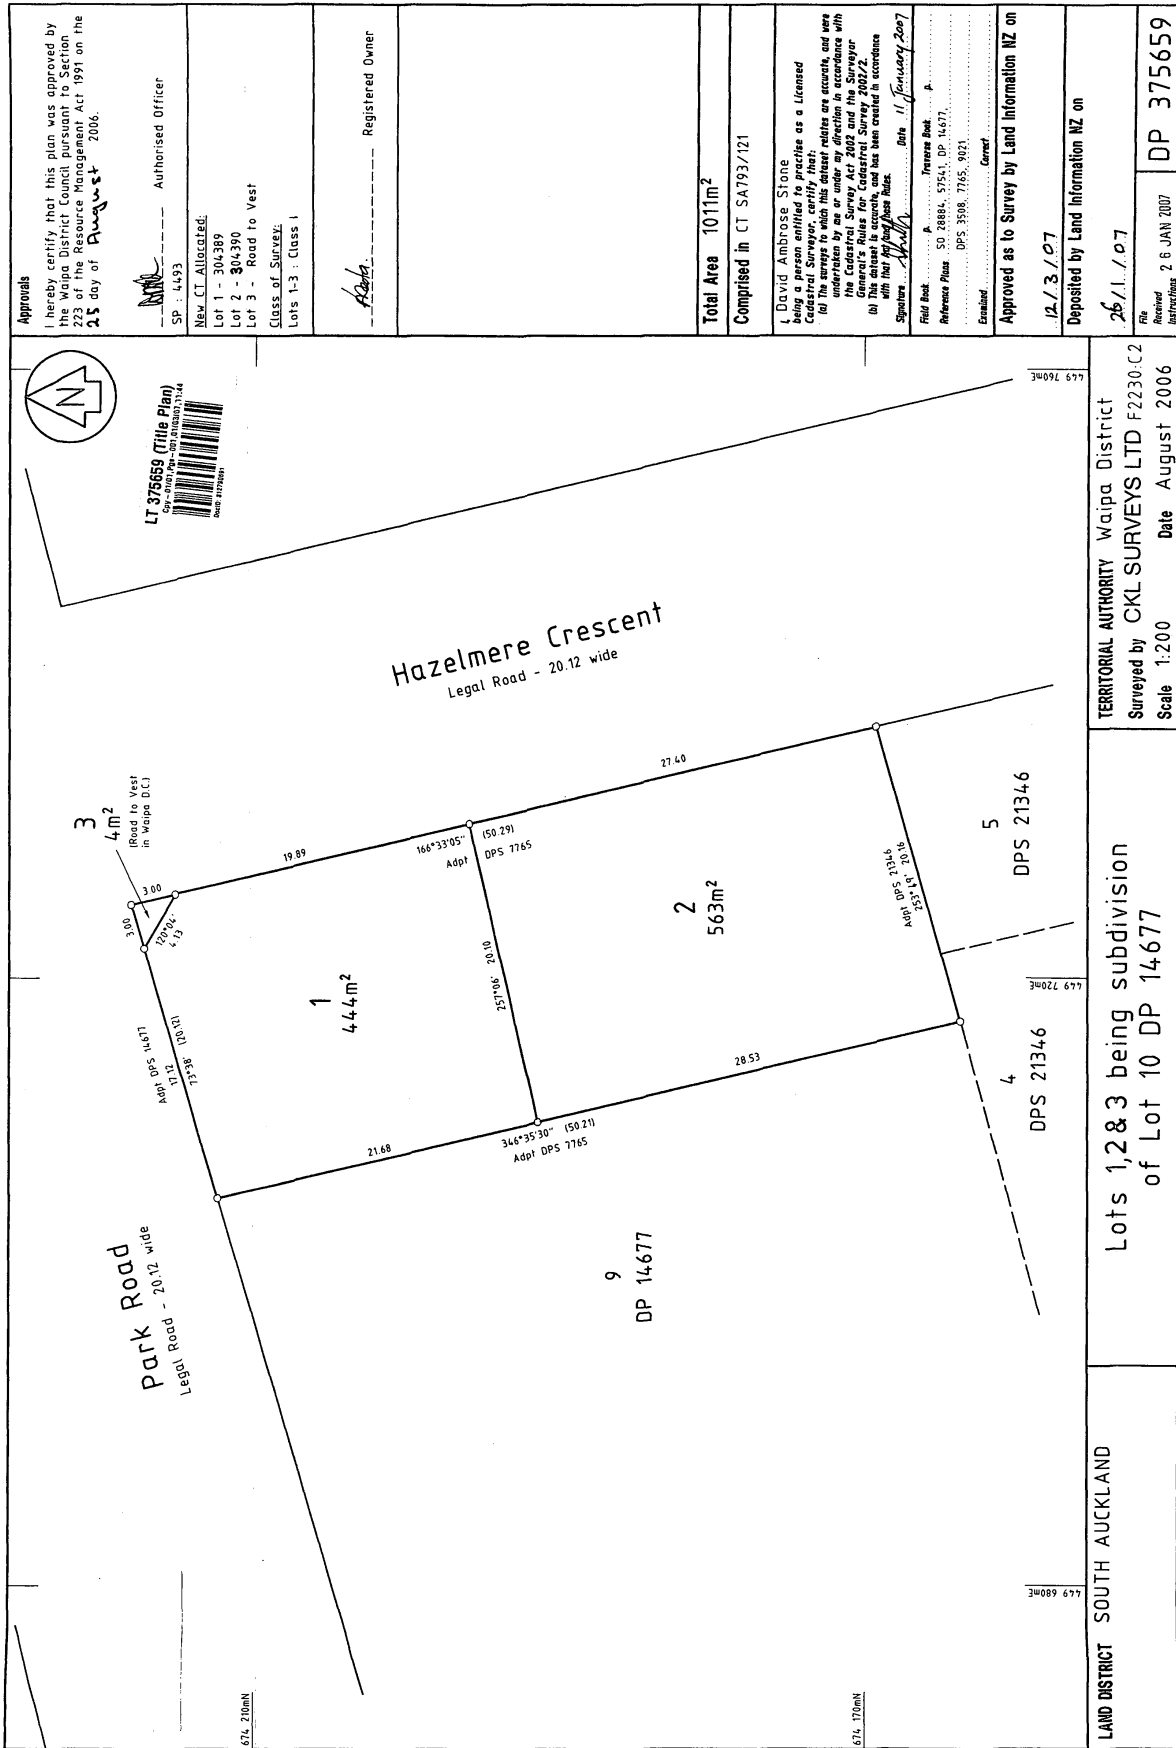 Approvals
I hereby certify that this plan was approved by
the Waipa District Council pursuant to Section
223 of the Resource Management Act 1991 on the
25 day of August 2006.
Authorised Officer
SP : 4493
New CT Allocated:
Lot 1 - 304389
Lot 2 - 304390
Lot 3 - Road to Vest
Class of Survey:
Lots 1-3 : Class 1
Registered Owner
Total Area 1011m²
Comprised in CT SA793/121
I, David Ambrose Stone
being a person entitled to practise as a Licensed
Cadastral Surveyor, certify that:
(a) The surveys to which this dataset relates are accurate, and were
undertaken by me or under my direction in accordance with
the Cadastral Survey Act 2002 and the Surveyor
General's Rules for Cadastral Survey 2002/2.
(b) This dataset is accurate, and has been created in accordance
with that Act and those Rules.
Signature Date 11 January 2007
Field Book p. Traverse Book p.
Reference Plans SO 28884, 57541, DP 14677,
DPS 3508, 7765, 9021
Examined Correct
Approved as to Survey by Land Information NZ on
12/3/07
Deposited by Land Information NZ on
26/1/07
File
Received 26 JAN 2007
Instructions
DP 375659
N
LT 375659 (Title Plan)
Hazelmere Crescent
Legal Road - 20.12 wide
Park Road
Legal Road - 20.12 wide
3
4m²
(Road to Vest
in Waipa D.C.)
3.00
3.00
120°04'
4.13
Adpt DPS 14677
17.12
73°38' (20.12)
19.89
166°33'05" (50.29)
Adpt DPS 7765
27.40
1
444m²
257°06' 20.10
21.68
346°35'30" (50.21)
Adpt DPS 7765
28.53
2
563m²
Adpt DPS 21346
253°49' 20.16
9
DP 14677
4
DPS 21346
5
DPS 21346
674 210mN
674 170mN
449 680mE
449 720mE
449 760mE
LAND DISTRICT SOUTH AUCKLAND
Lots 1,2&3 being subdivision
of Lot 10 DP 14677
TERRITORIAL AUTHORITY Waipa District
Surveyed by CKL SURVEYS LTD F2230:C2
Scale 1:200 Date August 2006